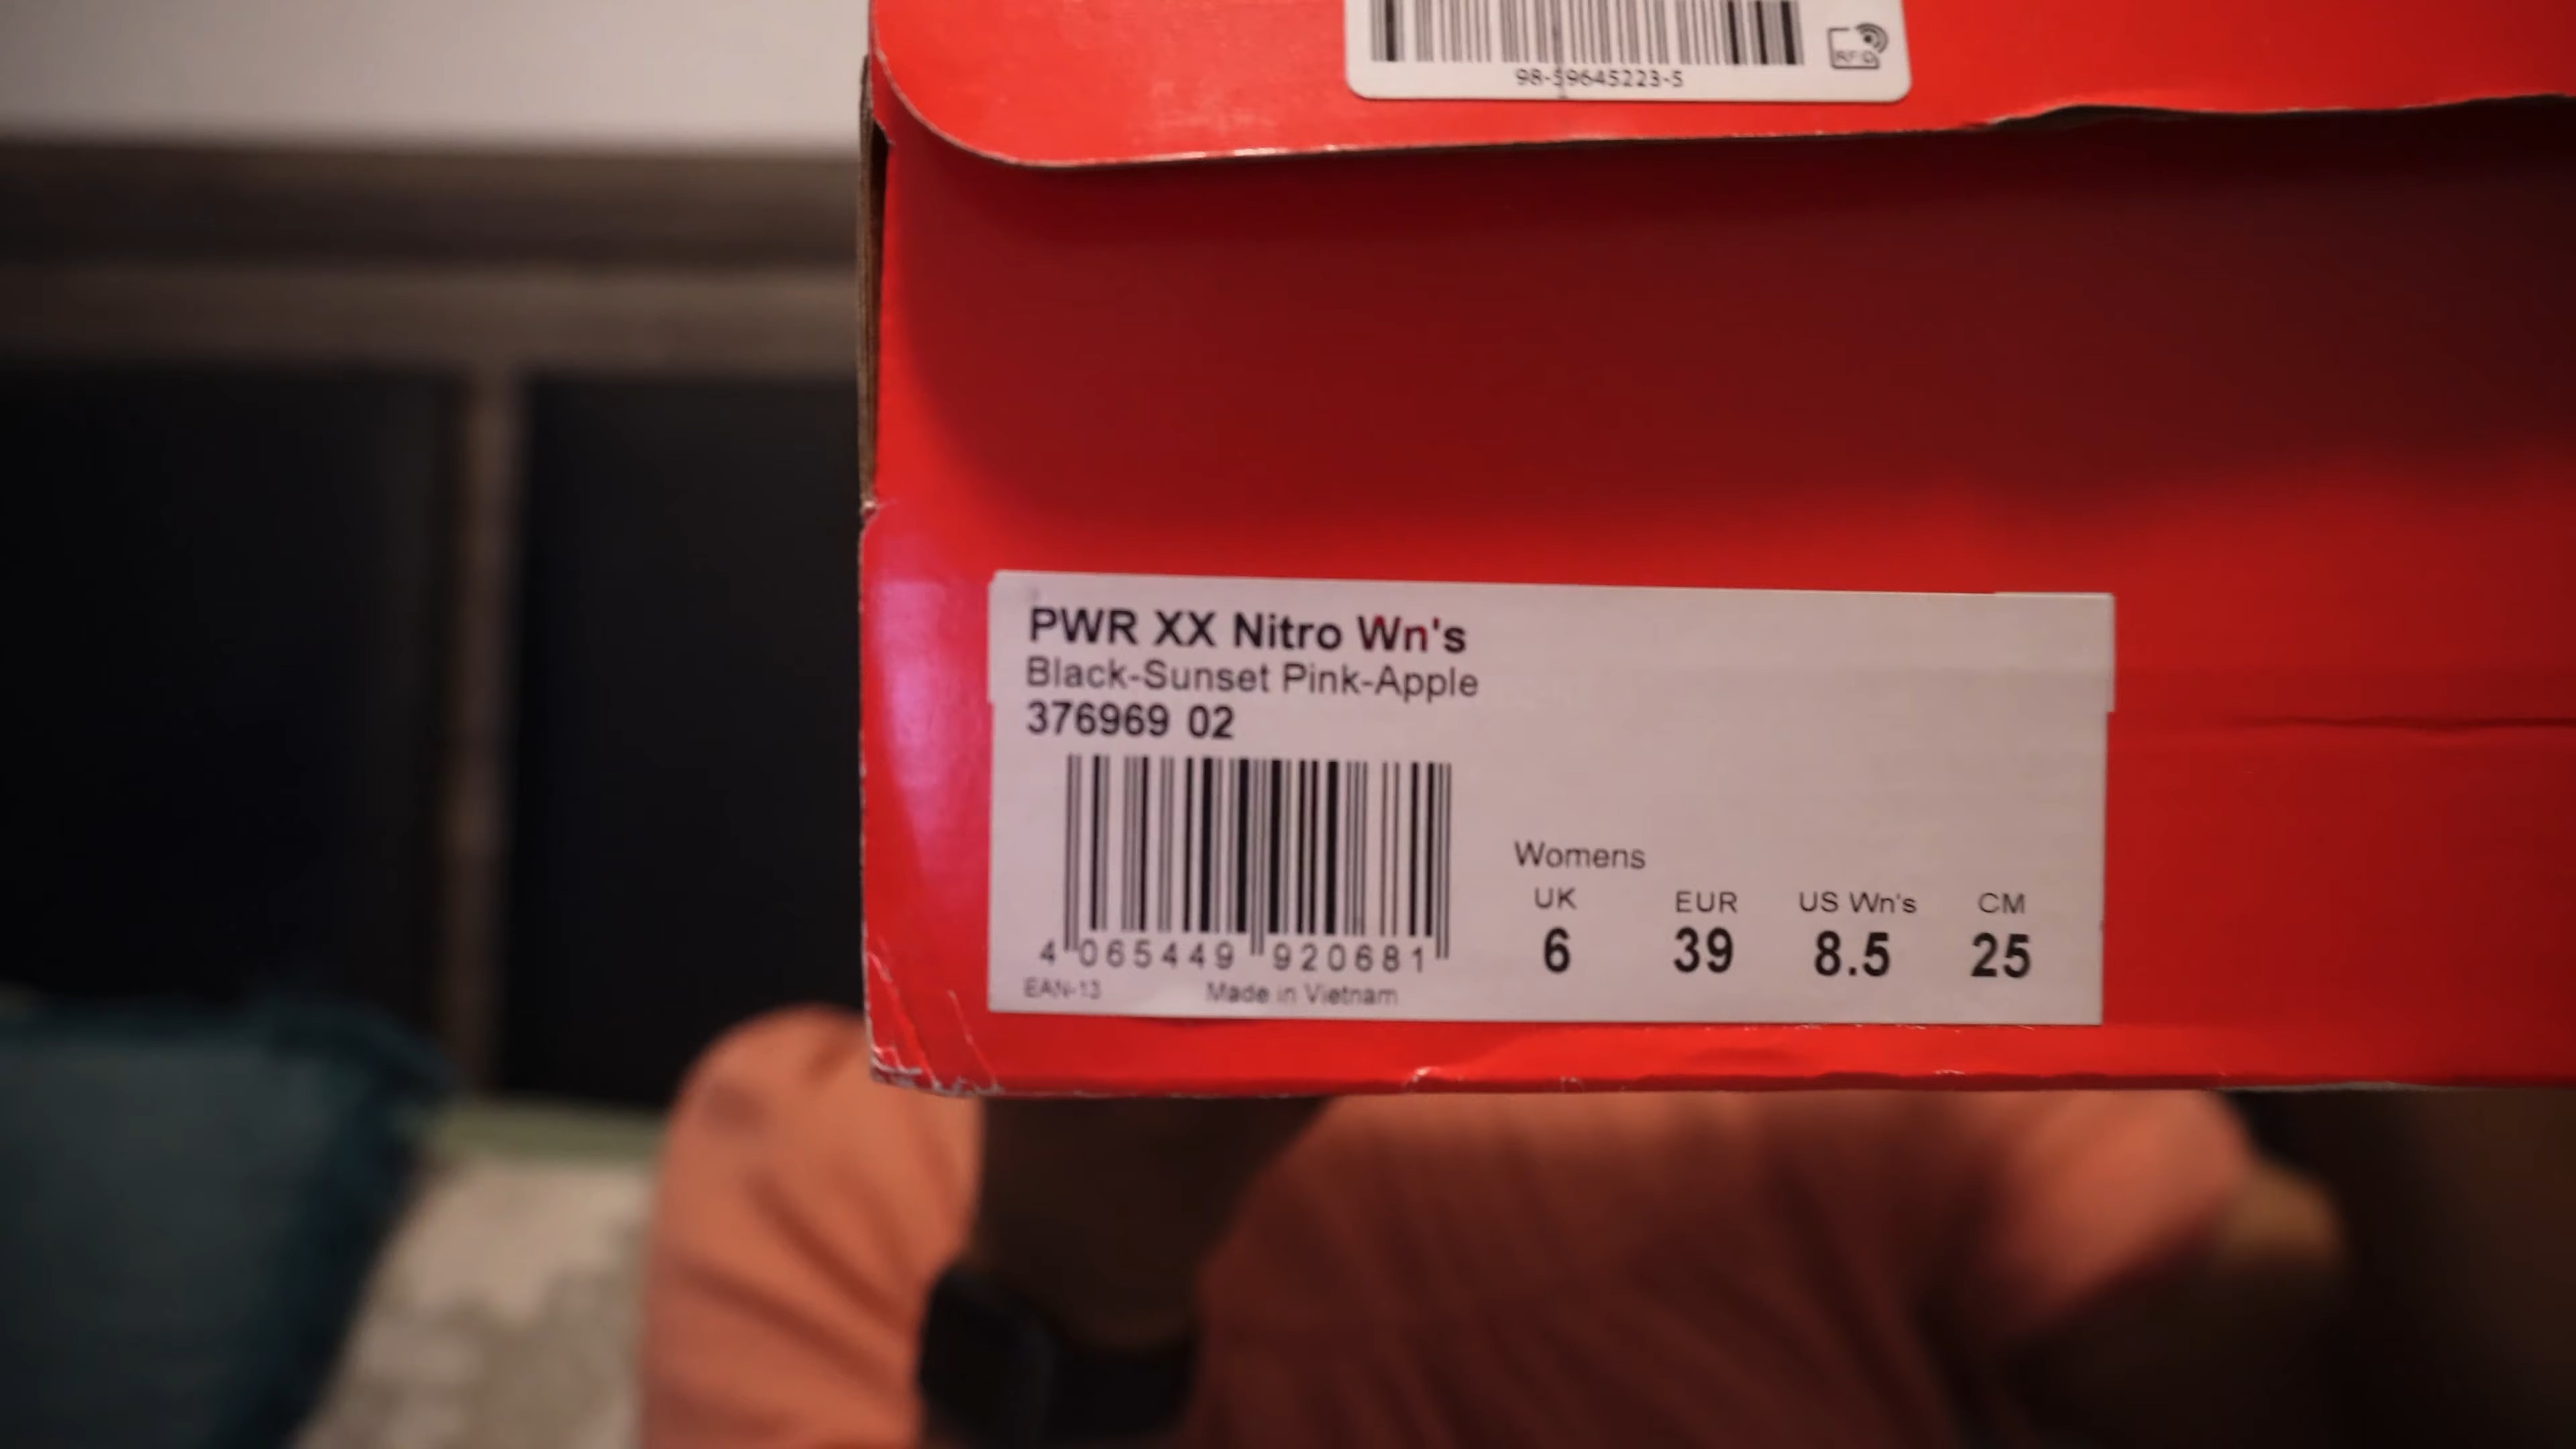 98-59645223-5
RFID
PWR XX Nitro Wn's
Black-Sunset Pink-Apple
376969 02
Womens
UK EUR US Wn's CM
6 39 8.5 25
4 065449 920681
EAN-13 Made in Vietnam